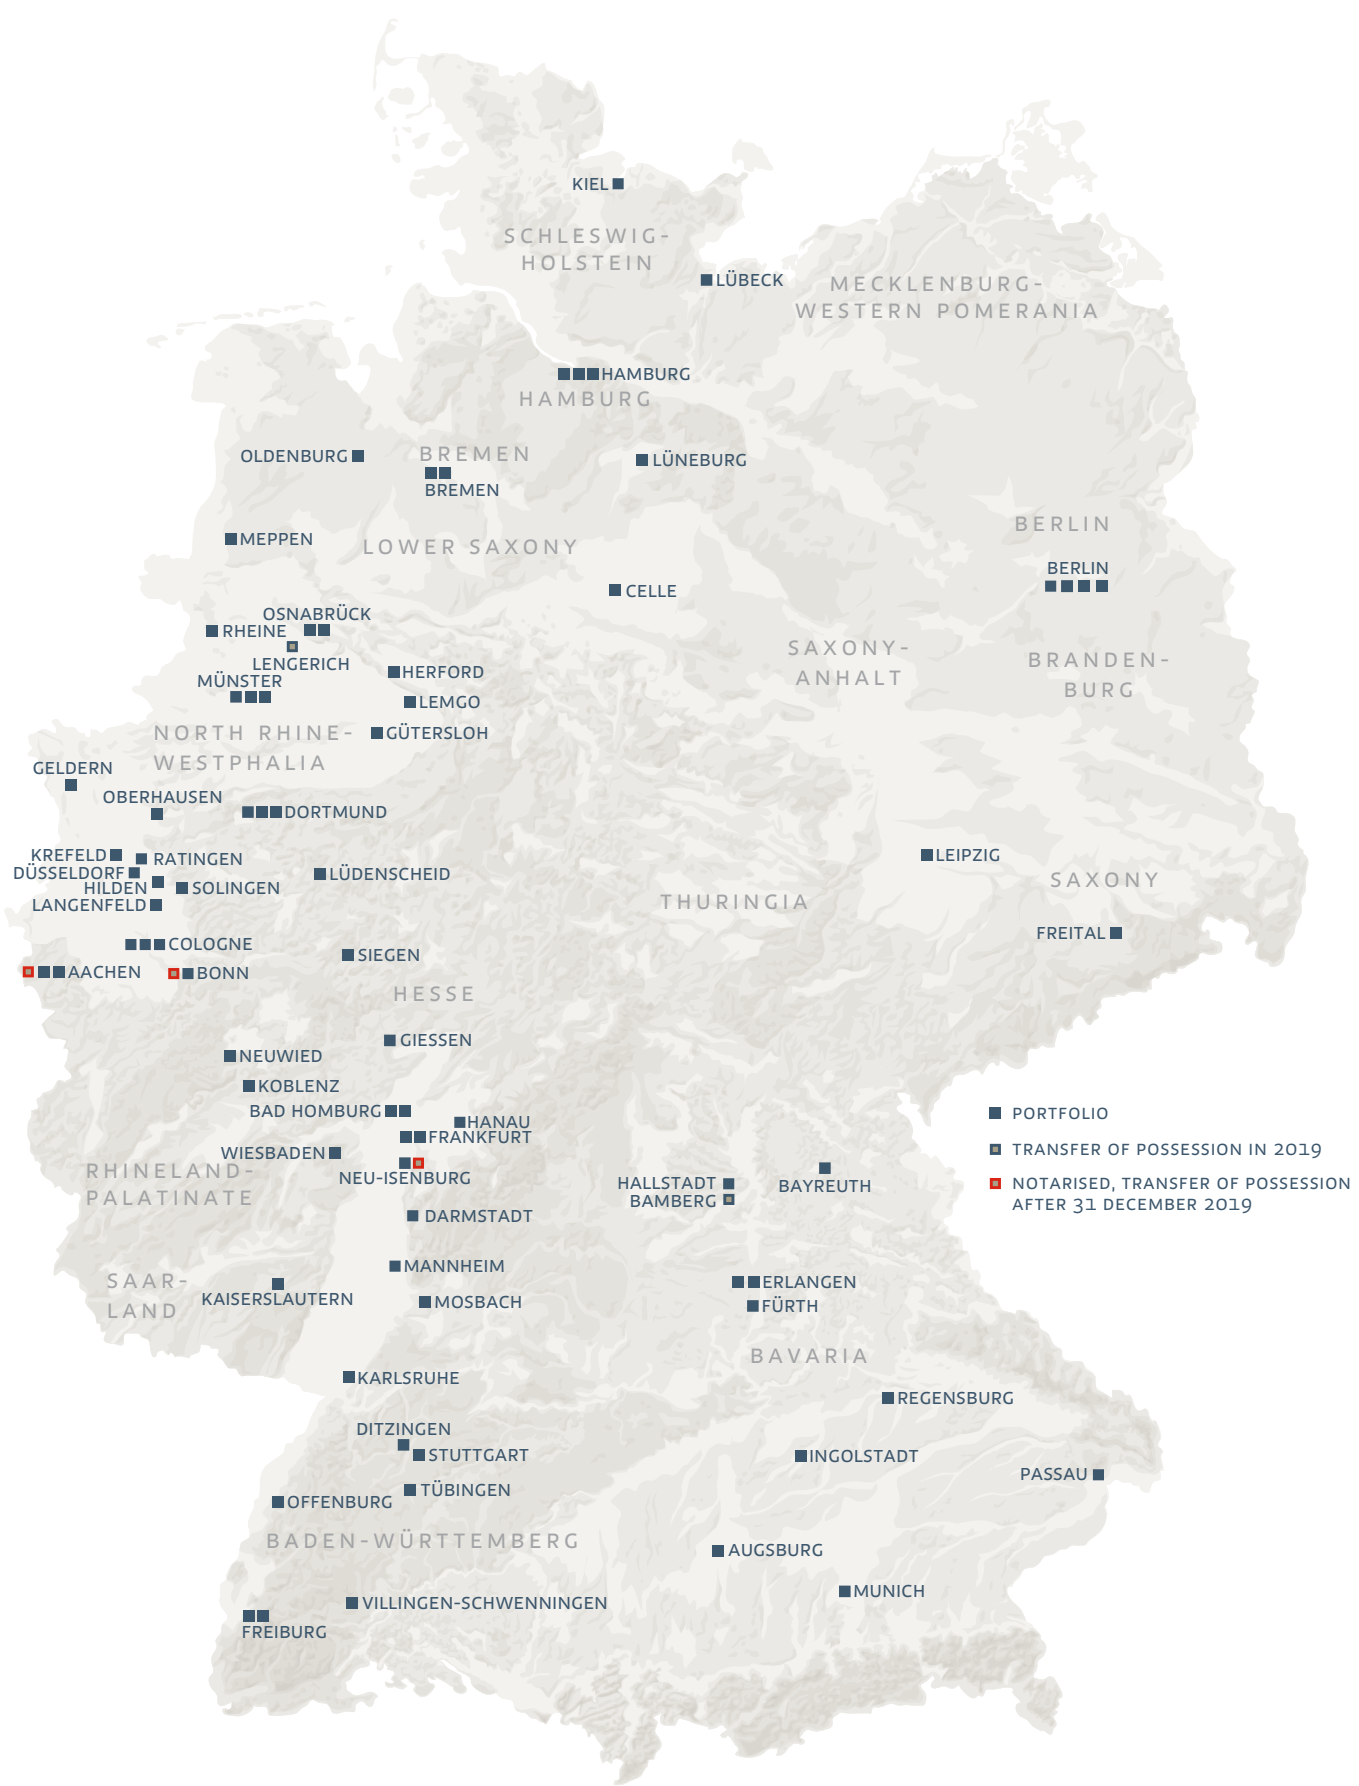 KIEL
SCHLESWIG-
HOLSTEIN
LÜBECK
MECKLENBURG-
WESTERN POMERANIA
HAMBURG
HAMBURG
OLDENBURG
BREMEN
BREMEN
LÜNEBURG
BERLIN
BERLIN
MEPPEN
LOWER SAXONY
CELLE
OSNABRÜCK
RHEINE
LENGERICH
MÜNSTER
HERFORD
LEMGO
GÜTERSLOH
SAXONY-
ANHALT
BRANDEN-
BURG
NORTH RHINE-
WESTPHALIA
GELDERN
OBERHAUSEN
DORTMUND
KREFELD
RATINGEN
DÜSSELDORF
HILDEN
SOLINGEN
LANGENFELD
LÜDENSCHEID
LEIPZIG
SAXONY
THURINGIA
FREITAL
COLOGNE
SIEGEN
AACHEN
BONN
HESSE
GIESSEN
NEUWIED
KOBLENZ
BAD HOMBURG
HANAU
FRANKFURT
WIESBADEN
NEU-ISENBURG
RHINELAND-
PALATINATE
PORTFOLIO
TRANSFER OF POSSESSION IN 2019
NOTARISED, TRANSFER OF POSSESSION
AFTER 31 DECEMBER 2019
HALLSTADT
BAMBERG
BAYREUTH
DARMSTADT
MANNHEIM
SAAR-
LAND
KAISERSLAUTERN
MOSBACH
ERLANGEN
FÜRTH
BAVARIA
KARLSRUHE
REGENSBURG
DITZINGEN
STUTTGART
INGOLSTADT
PASSAU
TÜBINGEN
OFFENBURG
BADEN-WÜRTTEMBERG
AUGSBURG
MUNICH
VILLINGEN-SCHWENNINGEN
FREIBURG